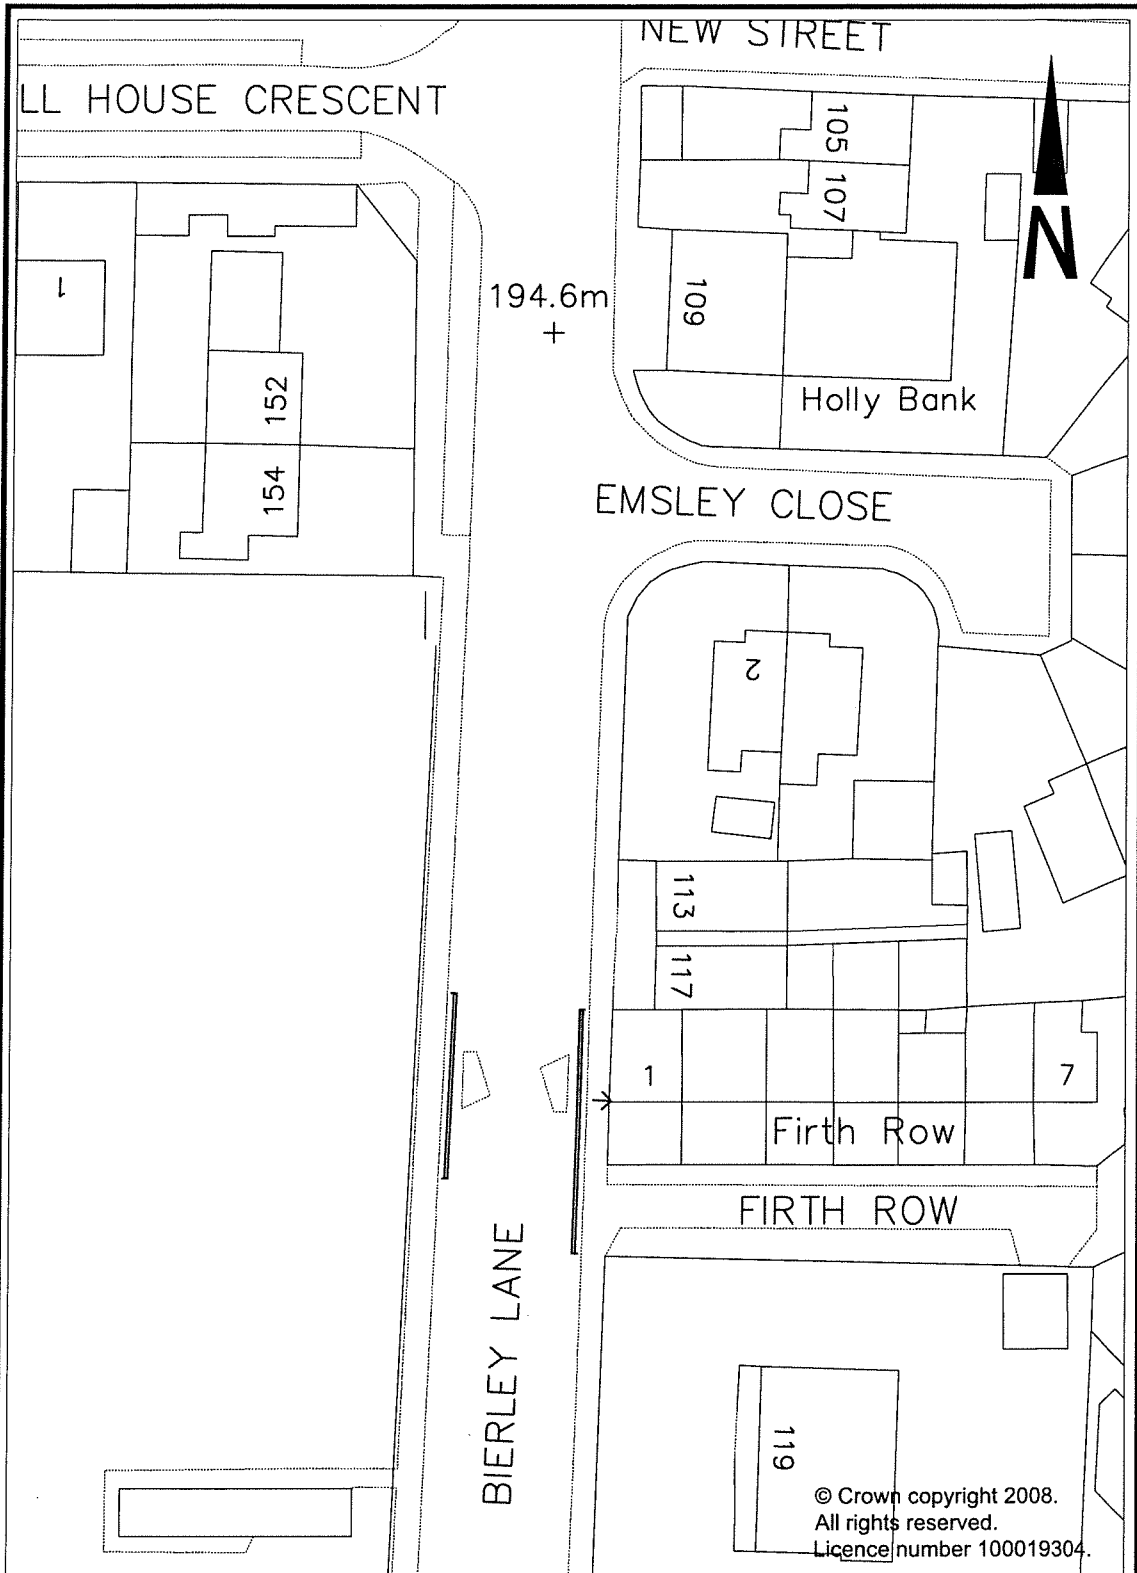 NEW STREET
LL HOUSE CRESCENT
105
107
N
1
194.6m
109
152
Holly Bank
154
EMSLEY CLOSE
2
113
117
1
7
Firth Row
FIRTH ROW
BIERLEY LANE
119
© Crown copyright 2008.
All rights reserved.
Licence number 100019304.